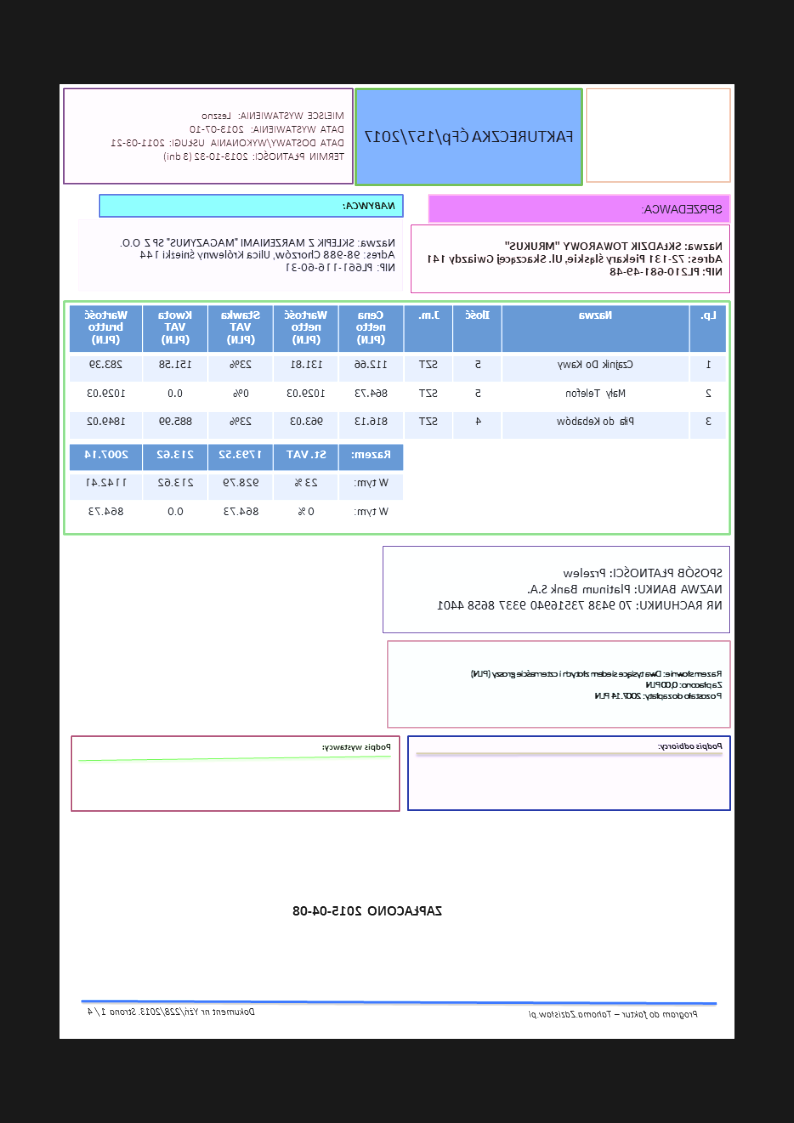 FAKTURECZKA ĆFp/157/2017
MIEJSCE WYSTAWIENIA: Leszno
DATA WYSTAWIENIA: 2013-07-10
DATA DOSTAWY/WYKONANIA USŁUGI: 2011-03-21
TERMIN PŁATNOŚCI: 2013-10-32 (3 dni)
SPRZEDAWCA:
Nazwa: SKŁADZIK TOWAROWY "MRUKUS"
Adres: 72-131 Piekary Śląskie, Ul. Skaczącej Gwiazdy 141
NIP: PL210-681-49-48
NABYWCA:
Nazwa: SKLEPIK Z MARZENIAMI "MAGAZYNUS" SP Z O.O.
Adres: 98-988 Chorzów, Ulica Królewny Śnieżki 144
NIP: PL661-116-60-31
Lp. Nazwa Ilość J.m. Cena netto (PLN) Wartość netto (PLN) Stawka VAT (PLN) Kwota VAT (PLN) Wartość brutto (PLN)
1 Czajnik Do Kawy 5 SZT 112.66 131.81 23% 151.58 283.39
2 Mały Telefon 5 SZT 864.73 1029.03 0% 0.0 1029.03
3 Piła do Kebabów 4 SZT 816.13 963.03 23% 885.99 1849.02
Razem: St. VAT 1793.52 213.62 2007.14
W tym: 23 % 928.79 213.62 1142.41
W tym: 0 % 864.73 0.0 864.73
SPOSÓB PŁATNOŚCI: Przelew
NAZWA BANKU: Platinum Bank S.A.
NR RACHUNKU: 70 9438 73516940 9337 8658 4401
Razem słownie: Dwa tysiące siedem złotych i czternaście groszy (PLN)
Zapłacono: 0,00 PLN
Pozostało do zapłaty: 2007.14 PLN
Podpis odbiorcy:
Podpis wystawcy:
ZAPŁACONO 2015-04-08
Program do faktur – Tahoma.Zdzislaw.pl
Dokument nr Yżń/228/2013. Strona 1 / 4